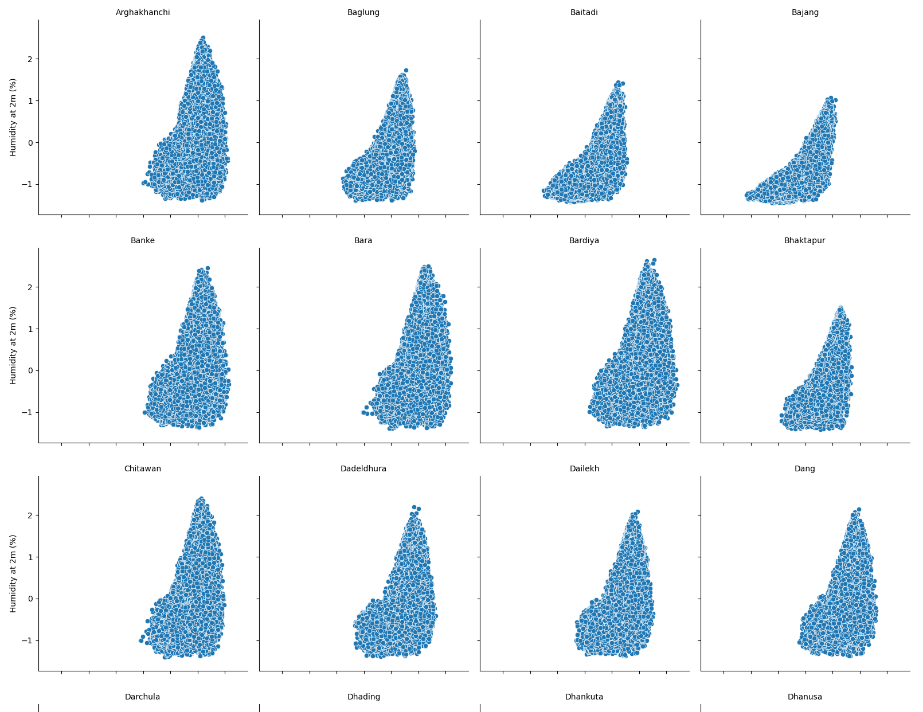 Arghakhanchi Baglung Baitadi Bajang
2
1
0
−1
Humidity at 2m (%)
Banke Bara Bardiya Bhaktapur
2
1
0
−1
Humidity at 2m (%)
Chitawan Dadeldhura Dailekh Dang
2
1
0
−1
Humidity at 2m (%)
Darchula Dhading Dhankuta Dhanusa